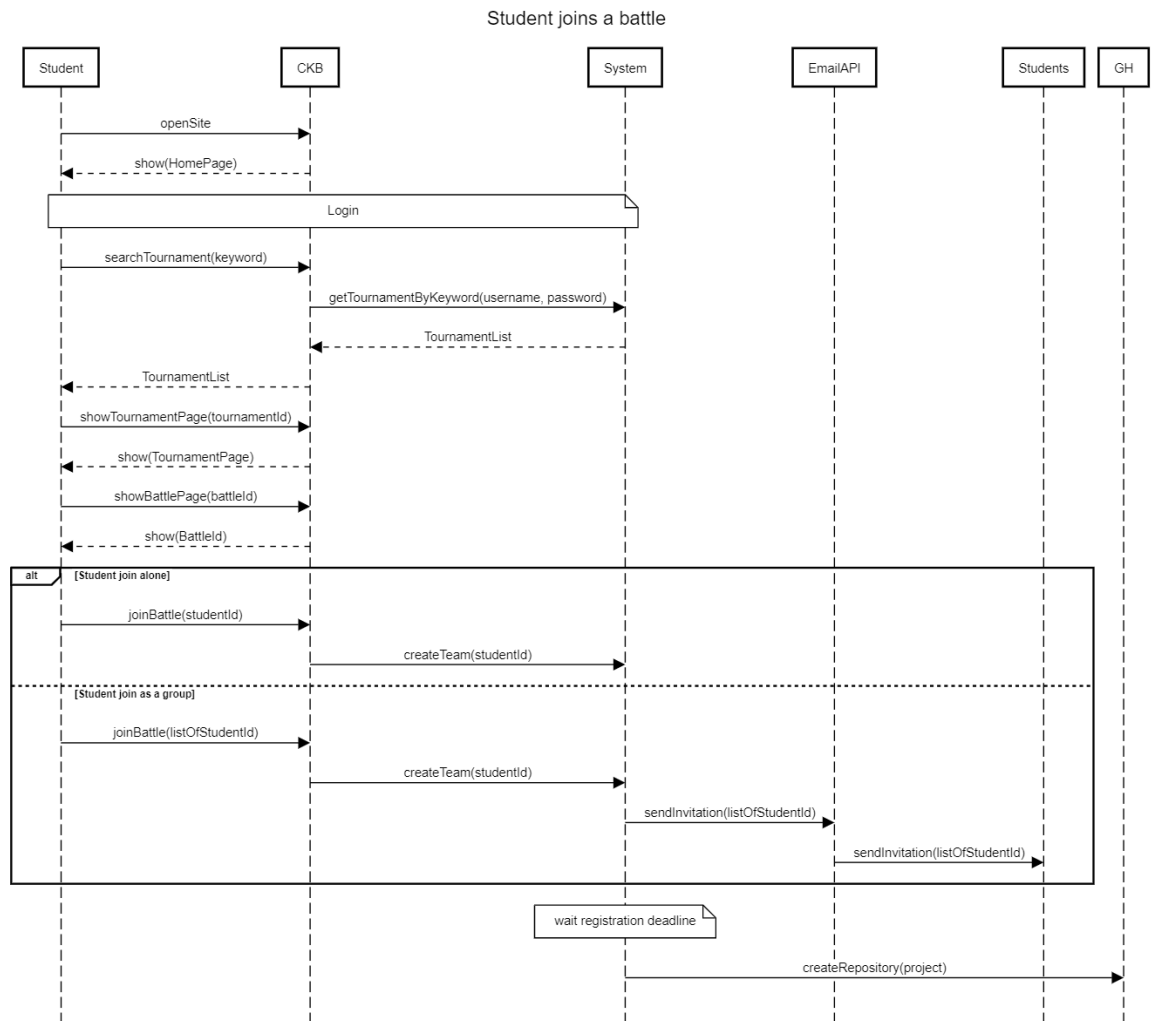 Student joins a battle
Student
CKB
System
EmailAPI
Students
GH
openSite
show(HomePage)
Login
searchTournament(keyword)
getTournamentByKeyword(username, password)
TournamentList
TournamentList
showTournamentPage(tournamentId)
show(TournamentPage)
showBattlePage(battleId)
show(BattleId)
alt
[Student join alone]
joinBattle(studentId)
createTeam(studentId)
[Student join as a group]
joinBattle(listOfStudentId)
createTeam(studentId)
sendInvitation(listOfStudentId)
sendInvitation(listOfStudentId)
wait registration deadline
createRepository(project)